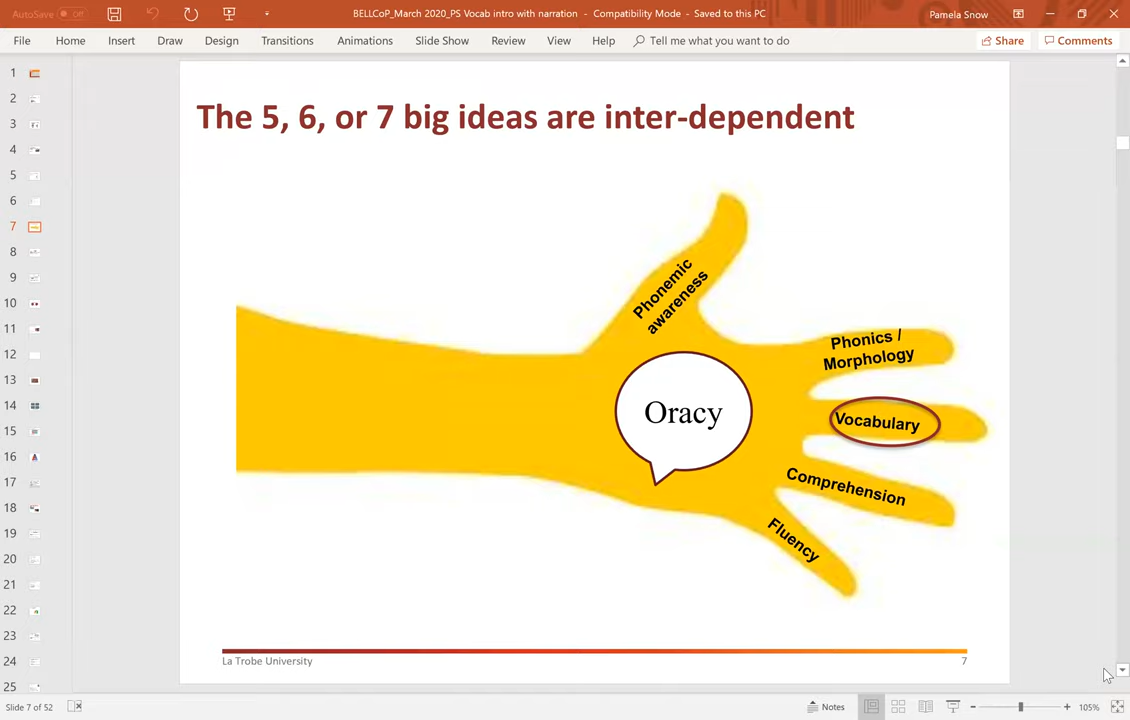 AutoSave Off
BELLCoP_March 2020_PS Vocab intro with narration - Compatibility Mode - Saved to this PC
Pamela Snow
File Home Insert Draw Design Transitions Animations Slide Show Review View Help Tell me what you want to do
Share Comments
1
2
3
4
5
6
7
8
9
10
11
12
13
14
15
16
17
18
19
20
21
22
23
24
25
The 5, 6, or 7 big ideas are inter-dependent
Phonemic
awareness
Phonics /
Morphology
Oracy
Vocabulary
Comprehension
Fluency
La Trobe University
7
Slide 7 of 52
Notes
105%